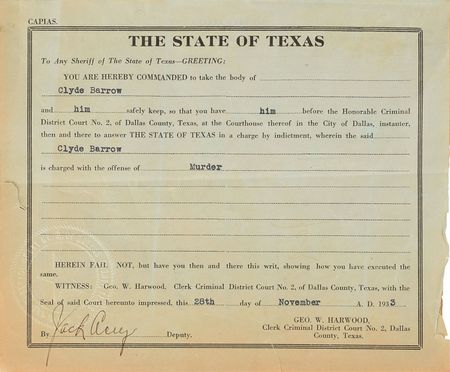 CAPIAS.
THE STATE OF TEXAS
To Any Sheriff of The State of Texas—GREETING:
YOU ARE HEREBY COMMANDED to take the body of
Clyde Barrow
and him safely keep, so that you have him before the Honorable Criminal
District Court No. 2, of Dallas County, Texas, at the Courthouse thereof in the City of Dallas, instanter,
then and there to answer THE STATE OF TEXAS in a charge by indictment, wherein the said
Clyde Barrow
is charged with the offense of Murder
HEREIN FAIL NOT, but have you then and there this writ, showing how you have executed the
same.
WITNESS: Geo. W. Harwood, Clerk Criminal District Court No. 2, of Dallas County, Texas, with the
Seal of said Court hereunto impressed, this 28th day of November A. D. 1933
GEO. W. HARWOOD,
Clerk Criminal District Court No. 2, Dallas
County, Texas.
By Jack Deputy.